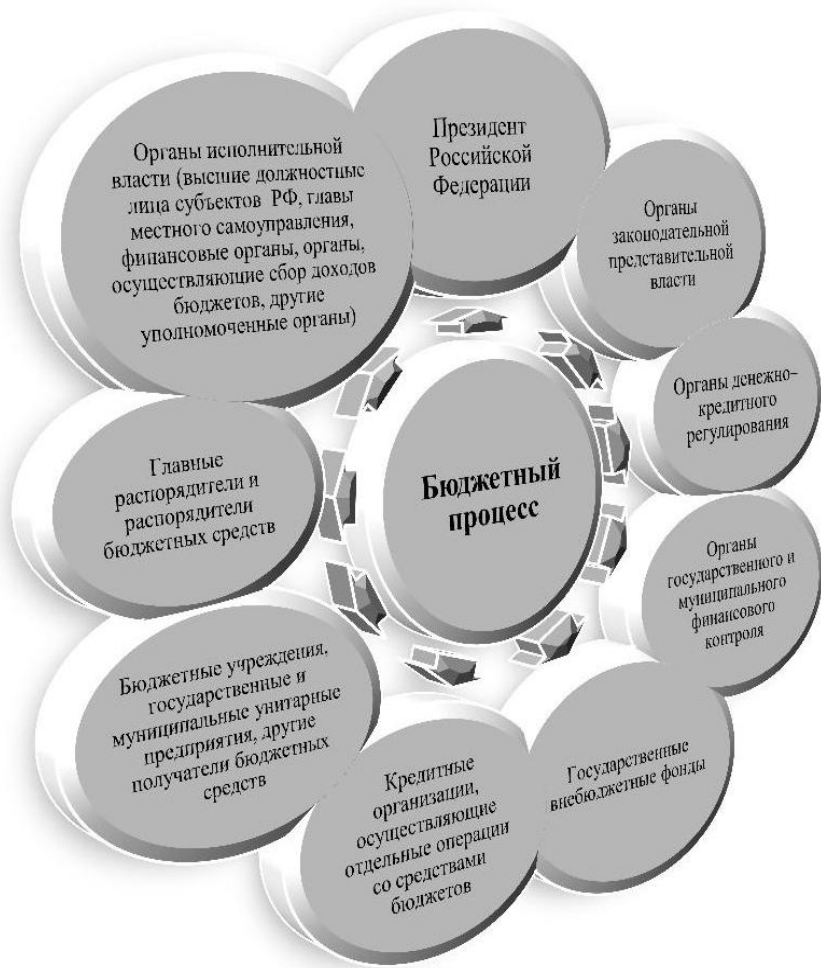 Президент
Российской
Федерации
Органы
законодательной
представительной
власти
Органы денежно–
кредитного
регулирования
Органы
государственного и
муниципального
финансового
контроля
Государственные
внебюджетные фонды
Кредитные
организации,
осуществляющие
отдельные операции
со средствами
бюджетов
Бюджетные учреждения,
государственные и
муниципальные унитарные
предприятия, другие
получатели бюджетных
средств
Главные
распорядители и
распорядители
бюджетных средств
Органы исполнительной
власти (высшие должностные
лица субъектов РФ, главы
местного самоуправления,
финансовые органы, органы,
осуществляющие сбор доходов
бюджетов, другие
уполномоченные органы)
Бюджетный
процесс